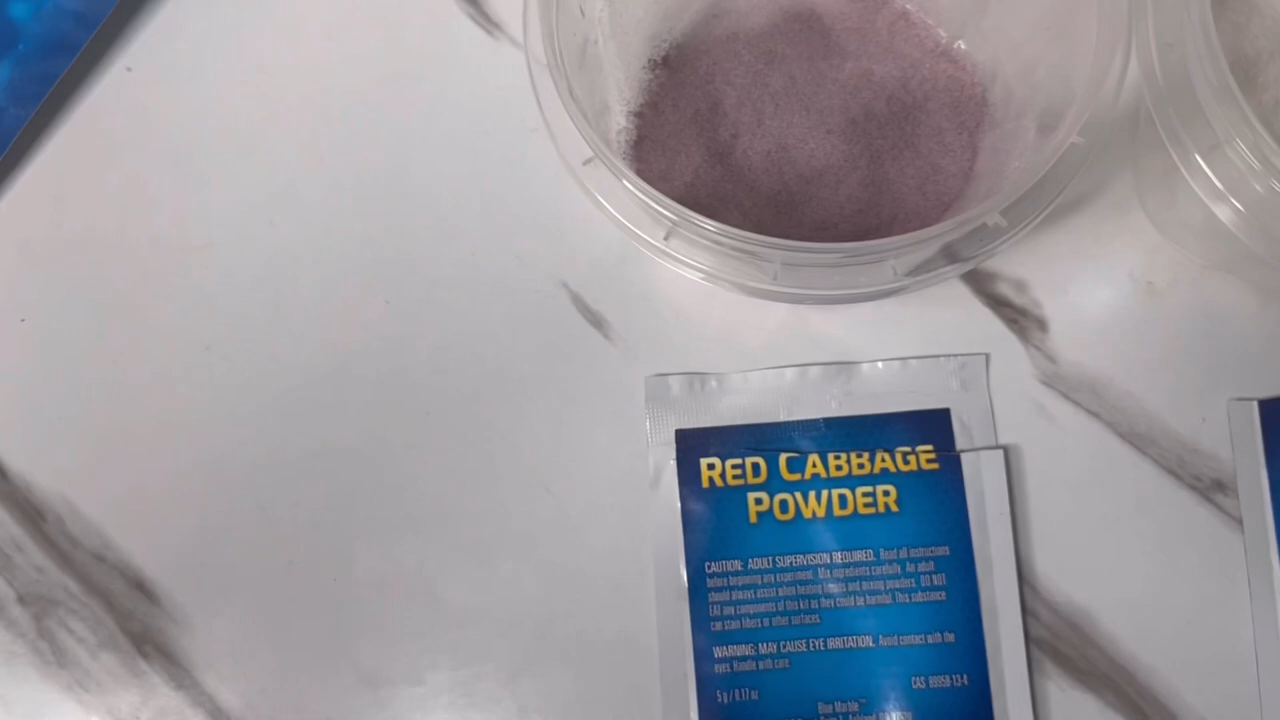 RED CABBAGE
POWDER
CAUTION: ADULT SUPERVISION REQUIRED. Read all instructions
before beginning any experiment. Mix ingredients carefully. An adult
should always assist when heating liquids and mixing powders. DO NOT
EAT any components of this kit as they could be harmful. This substance
can stain fibers or other surfaces.
WARNING: MAY CAUSE EYE IRRITATION. Avoid contact with the
eyes. Handle with care.
CAS: 89958-13-4
5 g / 0.17 oz
Blue Marble™